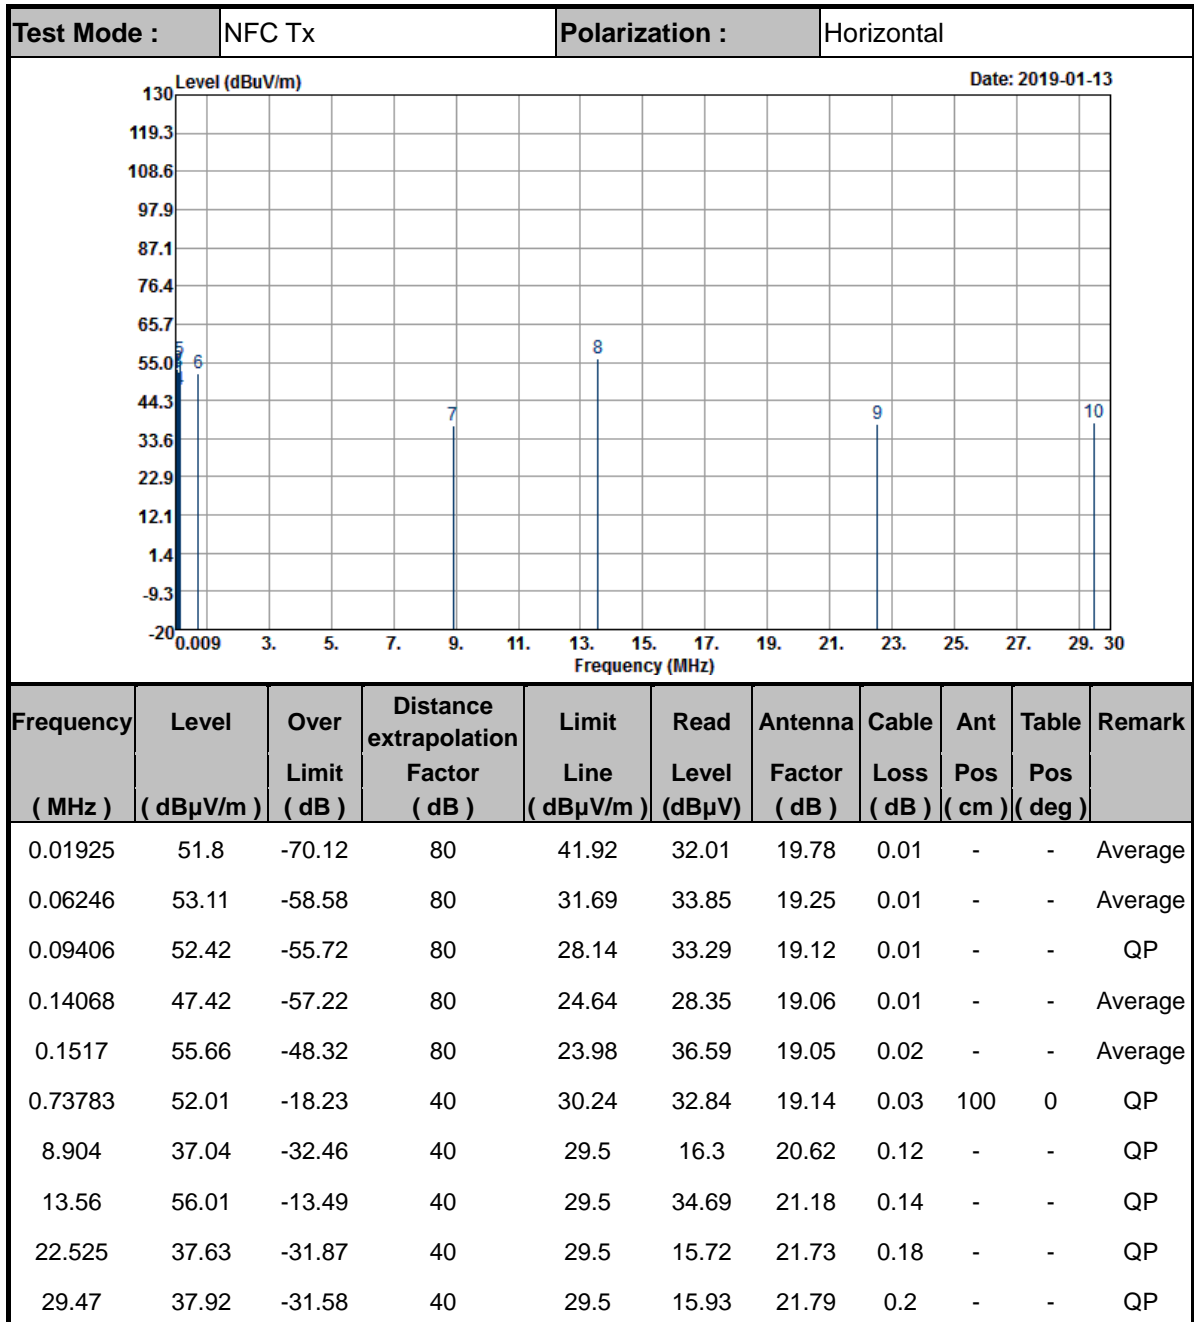 Test Mode : NFC Tx Polarization : Horizontal
Level (dBuV/m) Date: 2019-01-13
130
119.3
108.6
97.9
87.1
76.4
65.7
55.0
44.3
33.6
22.9
12.1
1.4
-9.3
-20
5
6
4
7
8
9
10
0.009 3. 5. 7. 9. 11. 13. 15. 17. 19. 21. 23. 25. 27. 29. 30
Frequency (MHz)
Frequency Level Over Distance extrapolation Limit Read Antenna Cable Ant Table Remark
Limit Factor Line Level Factor Loss Pos Pos
( MHz ) ( dBµV/m ) ( dB ) ( dB ) ( dBµV/m ) (dBµV) ( dB ) ( dB ) ( cm ) ( deg )
0.01925 51.8 -70.12 80 41.92 32.01 19.78 0.01 - - Average
0.06246 53.11 -58.58 80 31.69 33.85 19.25 0.01 - - Average
0.09406 52.42 -55.72 80 28.14 33.29 19.12 0.01 - - QP
0.14068 47.42 -57.22 80 24.64 28.35 19.06 0.01 - - Average
0.1517 55.66 -48.32 80 23.98 36.59 19.05 0.02 - - Average
0.73783 52.01 -18.23 40 30.24 32.84 19.14 0.03 100 0 QP
8.904 37.04 -32.46 40 29.5 16.3 20.62 0.12 - - QP
13.56 56.01 -13.49 40 29.5 34.69 21.18 0.14 - - QP
22.525 37.63 -31.87 40 29.5 15.72 21.73 0.18 - - QP
29.47 37.92 -31.58 40 29.5 15.93 21.79 0.2 - - QP